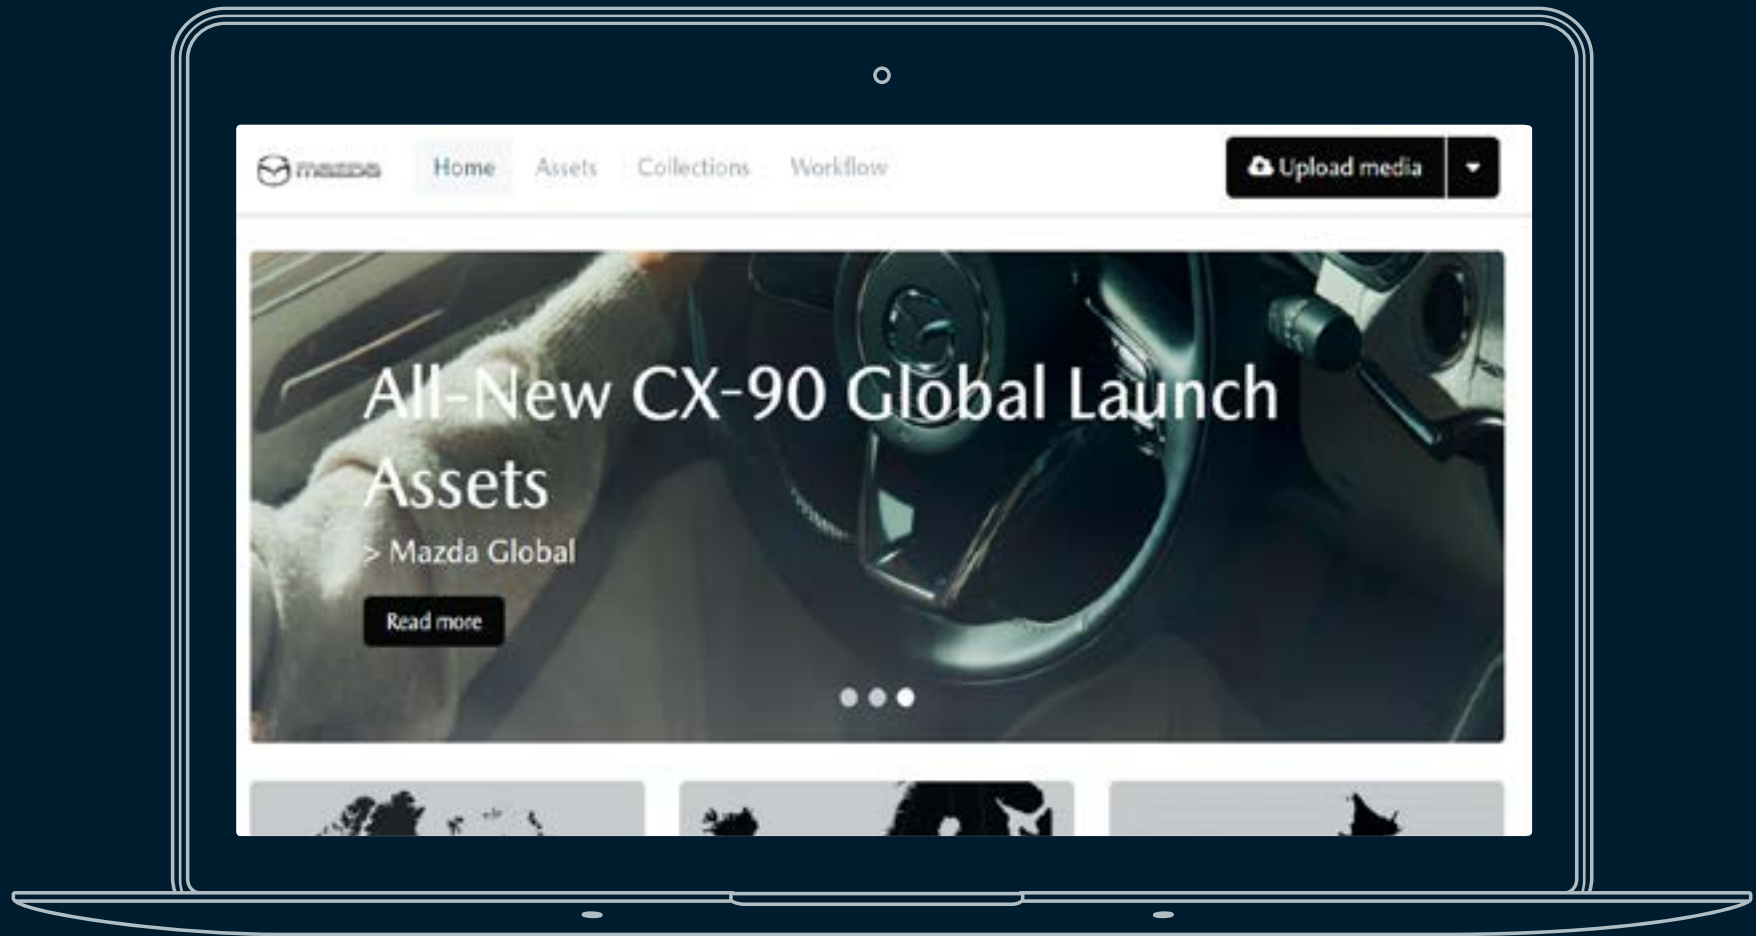 mazda Home Assets Collections Workflow Upload media
All-New CX-90 Global Launch
Assets
> Mazda Global
Read more